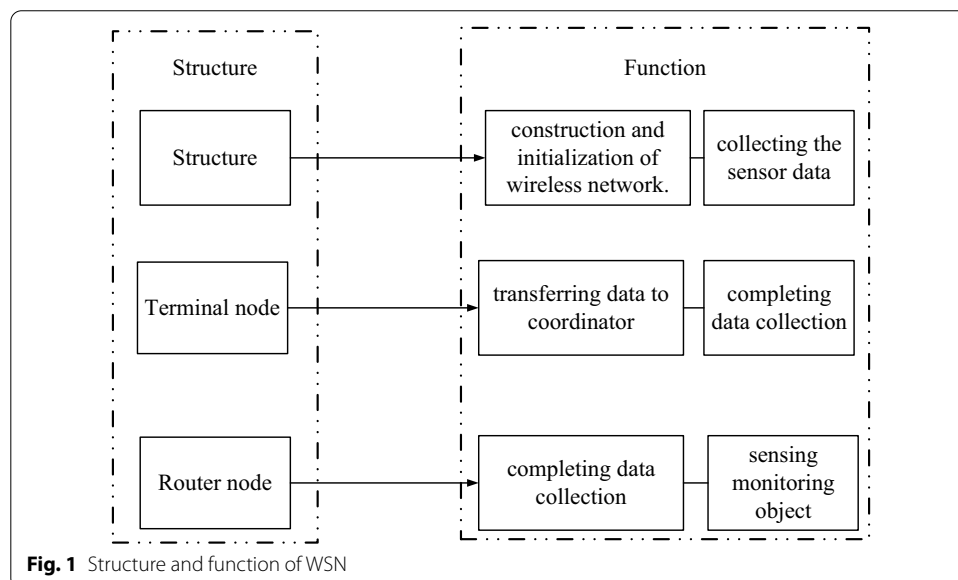 Structure
Function
Structure
construction and
initialization of
wireless network.
collecting the
sensor data
Terminal node
transferring data to
coordinator
completing
data collection
Router node
completing data
collection
sensing
monitoring
object
Fig. 1 Structure and function of WSN